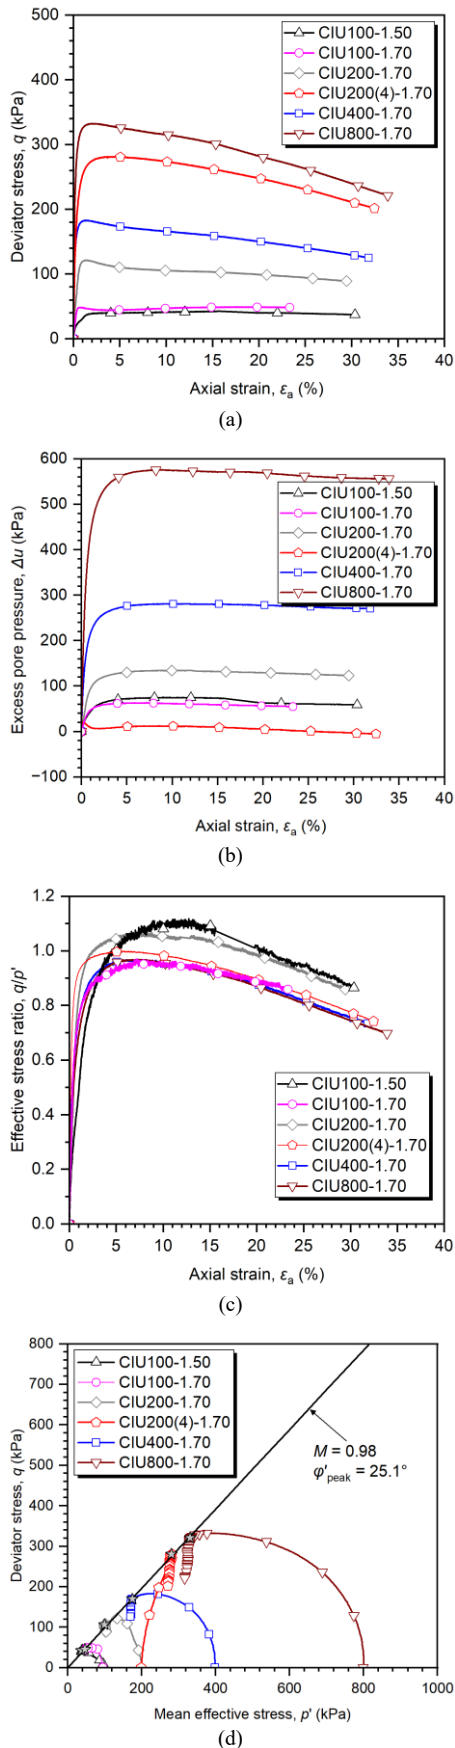 500
400
300
200
100
0
Deviator stress, q (kPa)
CIU100-1.50
CIU100-1.70
CIU200-1.70
CIU200(4)-1.70
CIU400-1.70
CIU800-1.70
0 5 10 15 20 25 30 35 40
Axial strain, εa (%)
(a)
600
500
400
300
200
100
0
−100
Excess pore pressure, Δu (kPa)
CIU100-1.50
CIU100-1.70
CIU200-1.70
CIU200(4)-1.70
CIU400-1.70
CIU800-1.70
0 5 10 15 20 25 30 35 40
Axial strain, εa (%)
(b)
1.2
1.0
0.8
0.6
0.4
0.2
0.0
Effective stress ratio, q/p'
CIU100-1.50
CIU100-1.70
CIU200-1.70
CIU200(4)-1.70
CIU400-1.70
CIU800-1.70
0 5 10 15 20 25 30 35 40
Axial strain, εa (%)
(c)
800
700
600
500
400
300
200
100
0
Deviator stress, q (kPa)
CIU100-1.50
CIU100-1.70
CIU200-1.70
CIU200(4)-1.70
CIU400-1.70
CIU800-1.70
M = 0.98
φ'peak = 25.1°
0 200 400 600 800 1000
Mean effective stress, p' (kPa)
(d)